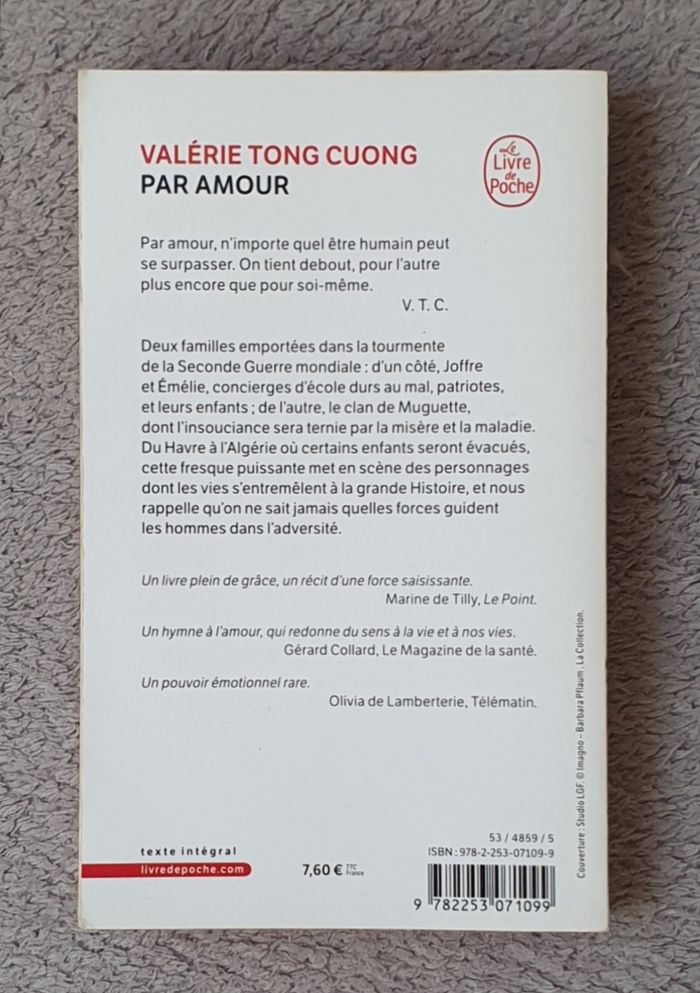 VALÉRIE TONG CUONG
PAR AMOUR
Le
Livre
de
Poche
Par amour, n'importe quel être humain peut
se surpasser. On tient debout, pour l'autre
plus encore que pour soi-même.
V. T. C.
Deux familles emportées dans la tourmente
de la Seconde Guerre mondiale : d'un côté, Joffre
et Émélie, concierges d'école durs au mal, patriotes,
et leurs enfants ; de l'autre, le clan de Muguette,
dont l'insouciance sera ternie par la misère et la maladie.
Du Havre à l'Algérie où certains enfants seront évacués,
cette fresque puissante met en scène des personnages
dont les vies s'entremêlent à la grande Histoire, et nous
rappelle qu'on ne sait jamais quelles forces guident
les hommes dans l'adversité.
Un livre plein de grâce, un récit d'une force saisissante.
Marine de Tilly, Le Point.
Un hymne à l'amour, qui redonne du sens à la vie et à nos vies.
Gérard Collard, Le Magazine de la santé.
Un pouvoir émotionnel rare.
Olivia de Lamberterie, Télématin.
Couverture : Studio LGF. © Imagno – Barbara Pflaum. La Collection.
texte intégral
livredepoche.com
7,60 € TTC
France
53 / 4859 / 5
ISBN : 978-2-253-07109-9
9 782253 071099